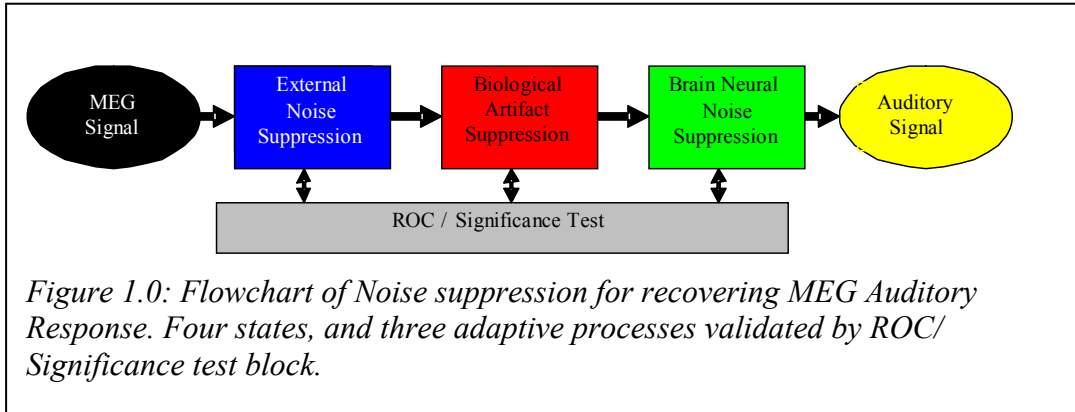 MEG
Signal
External
Noise
Suppression
Biological
Artifact
Suppression
Brain Neural
Noise
Suppression
Auditory
Signal
ROC / Significance Test
Figure 1.0: Flowchart of Noise suppression for recovering MEG Auditory
Response. Four states, and three adaptive processes validated by ROC/
Significance test block.